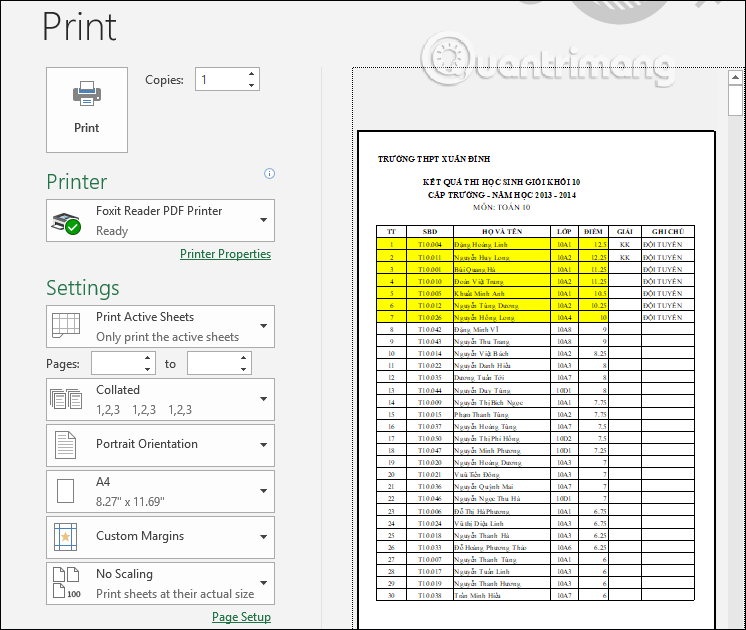 Print
Quantrimang
Print
Copies: 1
Printer
Foxit Reader PDF Printer
Ready
Printer Properties
Settings
Print Active Sheets
Only print the active sheets
Pages: to
Collated
1,2,3 1,2,3 1,2,3
Portrait Orientation
A4
8.27" x 11.69"
Custom Margins
No Scaling
Print sheets at their actual size
100
Page Setup
TRƯỜNG THPT XUÂN ĐỈNH
KẾT QUẢ THI HỌC SINH GIỎI KHỐI 10
CẤP TRƯỜNG - NĂM HỌC 2013 - 2014
MÔN: TOÁN 10
TT SBD HỌ VÀ TÊN LỚP ĐIỂM GIẢI GHI CHÚ
1 T10.004 Đặng Hoàng Linh 10A1 12.5 KK ĐỘI TUYỂN
2 T10.011 Nguyễn Huy Long 10A2 12.25 KK ĐỘI TUYỂN
3 T10.001 Bùi Quang Hà 10A1 11.25 ĐỘI TUYỂN
4 T10.010 Đoàn Việt Trung 10A2 11.25 ĐỘI TUYỂN
5 T10.005 Khuất Minh Anh 10A1 10.5 ĐỘI TUYỂN
6 T10.012 Nguyễn Tùng Dương 10A2 10.25 ĐỘI TUYỂN
7 T10.026 Nguyễn Hồng Long 10A4 10 ĐỘI TUYỂN
8 T10.042 Đặng Minh VĨ 10A8 9
9 T10.043 Nguyễn Thu Trang 10A8 9
10 T10.014 Nguyễn Việt Bách 10A2 8.25
11 T10.022 Nguyễn Danh Hiếu 10A3 8
12 T10.035 Dương Tuấn Tới 10A7 8
13 T10.044 Nguyễn Duy Tùng 10D1 8
14 T10.009 Nguyễn Thị Bích Ngọc 10A1 7.75
15 T10.015 Phạm Thanh Tùng 10A2 7.75
16 T10.037 Nguyễn Hoàng Tùng 10A7 7.5
17 T10.050 Nguyễn Thị Phi Hồng 10D2 7.5
18 T10.047 Nguyễn Minh Phương 10D1 7.25
19 T10.020 Nguyễn Hoàng Dương 10A3 7
20 T10.021 Vũ Tiến Đông 10A3 7
21 T10.036 Nguyễn Quỳnh Mai 10A7 7
22 T10.046 Nguyễn Ngọc Thu Hà 10D1 7
23 T10.006 Đỗ Thị Hà Phương 10A1 6.75
24 T10.024 Vũ thị Diệu Linh 10A3 6.75
25 T10.018 Nguyễn Thanh Hà 10A3 6.25
26 T10.033 Đỗ Hoàng Phương Thảo 10A6 6.25
27 T10.007 Nguyễn Thanh Tùng 10A1 6
28 T10.017 Nguyễn Tuấn Linh 10A3 6
29 T10.019 Nguyễn Thanh Hương 10A3 6
30 T10.038 Trần Minh Hiếu 10A7 6